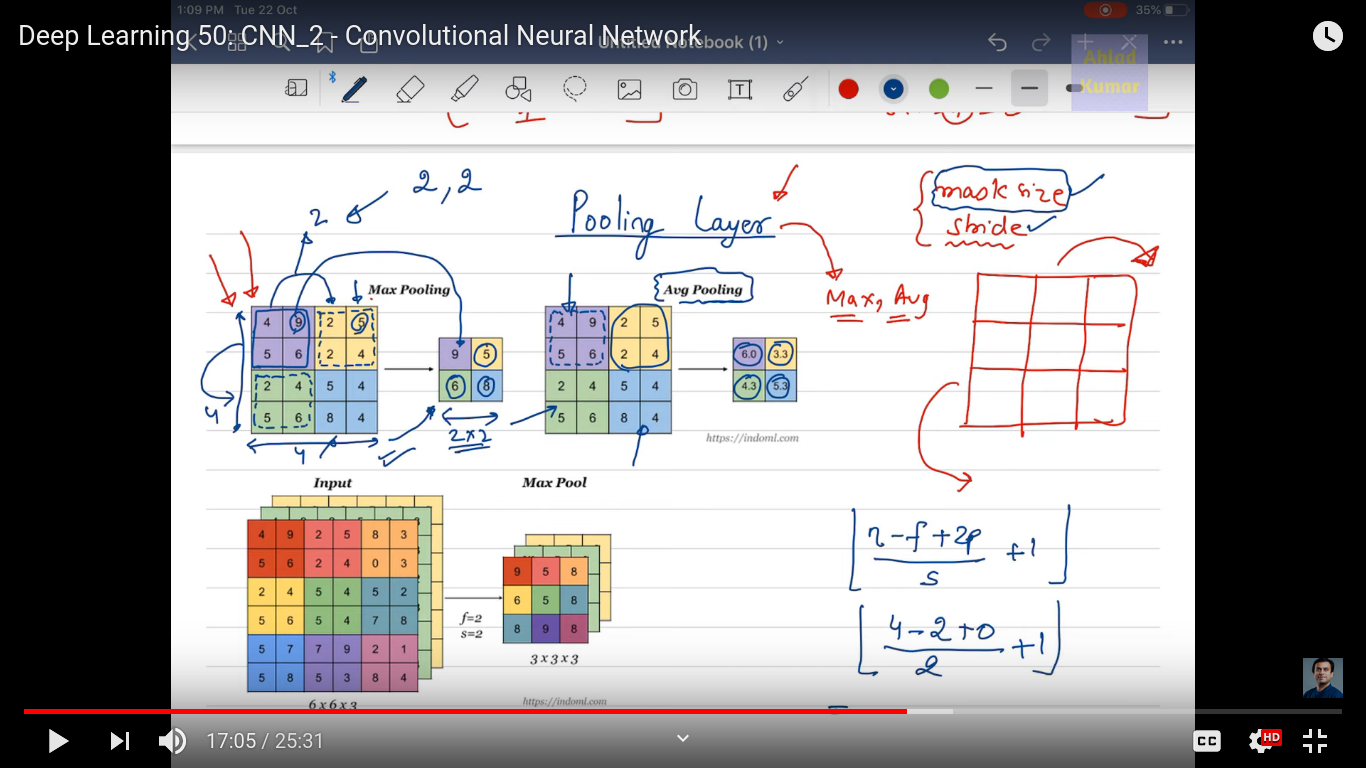 1:09 PM Tue 22 Oct
35%
Deep Learning 50: CNN_2 - Convolutional Neural Network
Untitled Notebook (1)
Ahlad
Kumar
2,2
2
Pooling Layer
mask size
stride
Max Pooling
Avg Pooling
Max, Avg
4 9 2 5
5 6 2 4
2 4 5 4
5 6 8 4
4
4
9 5
6 8
2×2
4 9 2 5
5 6 2 4
2 4 5 4
5 6 8 4
6.0 3.3
4.3 5.3
https://indoml.com
Input
Max Pool
4 9 2 5 8 3
5 6 2 4 0 3
2 4 5 4 5 2
5 6 5 4 7 8
5 7 7 9 2 1
5 8 5 3 8 4
6 x 6 x 3
f=2
s=2
9 5 8
6 5 8
8 9 8
3 x 3 x 3
https://indoml.com
n-f+2p
s
+1
4-2+0
2
+1
17:05 / 25:31
CC
HD